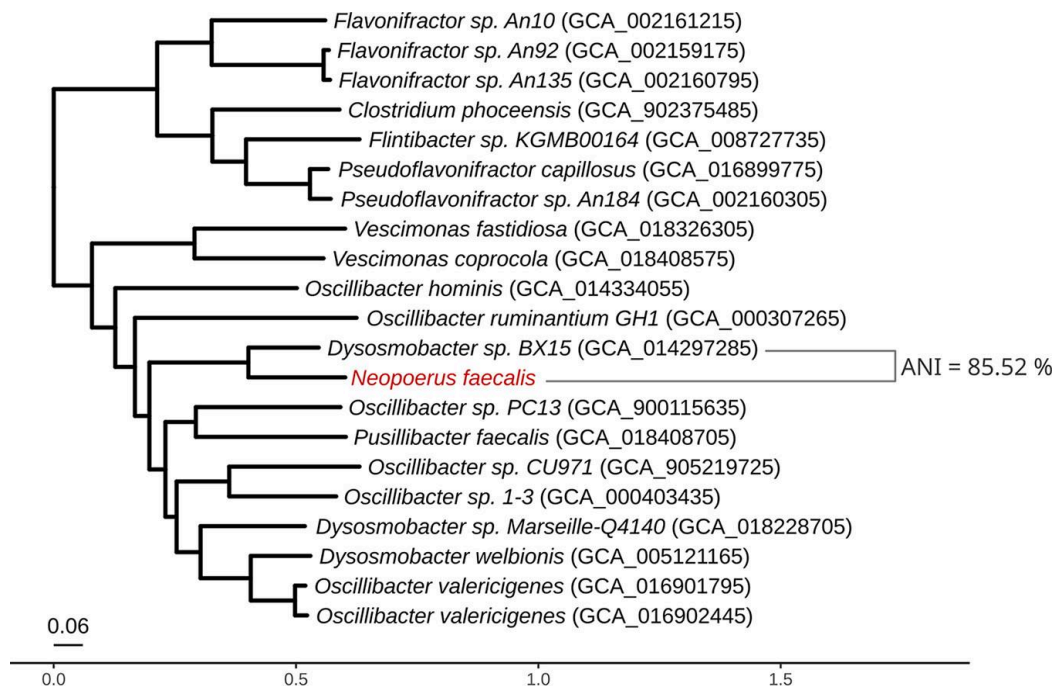 Flavonifractor sp. An10 (GCA_002161215)
Flavonifractor sp. An92 (GCA_002159175)
Flavonifractor sp. An135 (GCA_002160795)
Clostridium phoceensis (GCA_902375485)
Flintibacter sp. KGMB00164 (GCA_008727735)
Pseudoflavonifractor capillosus (GCA_016899775)
Pseudoflavonifractor sp. An184 (GCA_002160305)
Vescimonas fastidiosa (GCA_018326305)
Vescimonas coprocola (GCA_018408575)
Oscillibacter hominis (GCA_014334055)
Oscillibacter ruminantium GH1 (GCA_000307265)
Dysosmobacter sp. BX15 (GCA_014297285)
ANI = 85.52 %
Neopoerus faecalis
Oscillibacter sp. PC13 (GCA_900115635)
Pusillibacter faecalis (GCA_018408705)
Oscillibacter sp. CU971 (GCA_905219725)
Oscillibacter sp. 1-3 (GCA_000403435)
Dysosmobacter sp. Marseille-Q4140 (GCA_018228705)
Dysosmobacter welbionis (GCA_005121165)
Oscillibacter valericigenes (GCA_016901795)
Oscillibacter valericigenes (GCA_016902445)
0.06
0.0 0.5 1.0 1.5